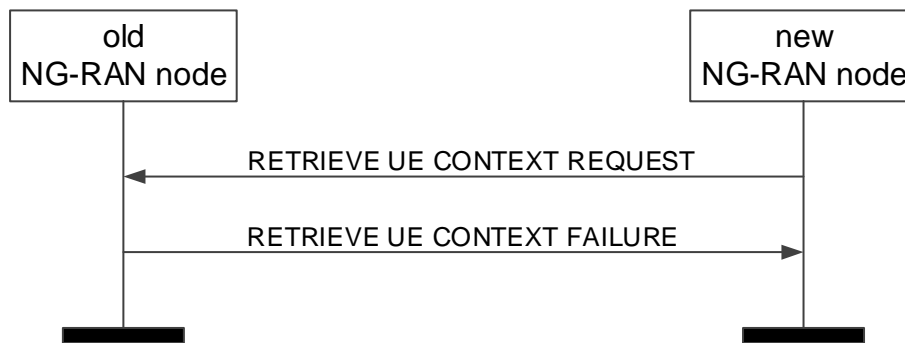 old
NG-RAN node
new
NG-RAN node
RETRIEVE UE CONTEXT REQUEST
RETRIEVE UE CONTEXT FAILURE